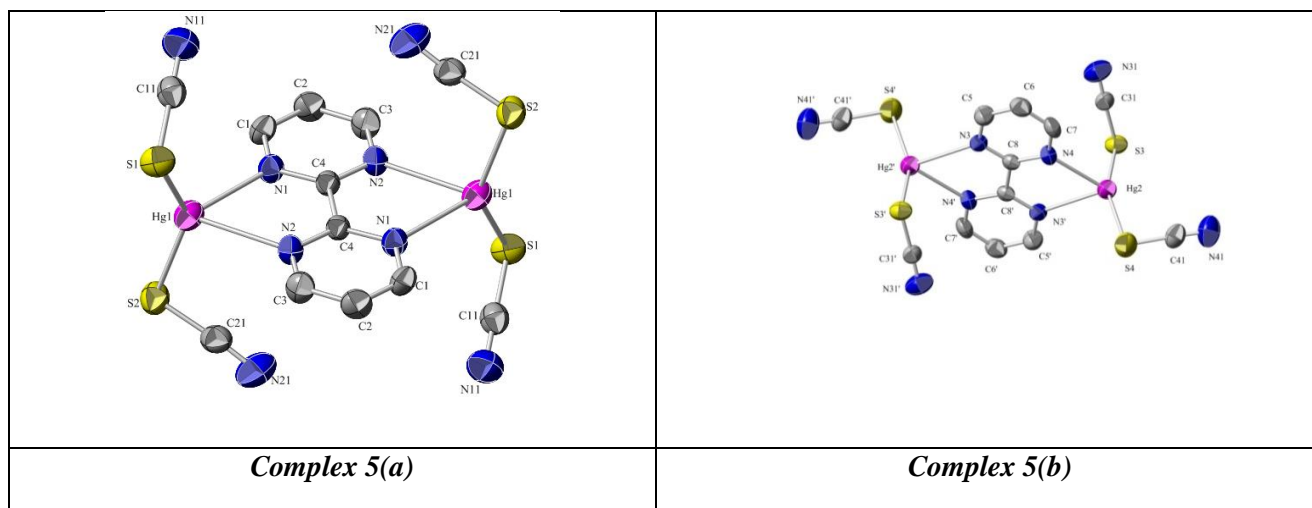 N11
N21
C21
C11
C2
C3
S2
C1
S1
N1
C4
N2
Hg1
Hg1
N2
C4
N1
S1
C3
C1
S2
C2
C21
C11
N21
N11
N31
C6
S4'
C5
N41'
C41'
C31
C7
N3
S3
C8
N4
Hg2'
Hg2
N4'
C8'
N3'
S3'
C7'
C5'
C31'
C6'
S4
C41
N41
N31'
Complex 5(a)
Complex 5(b)